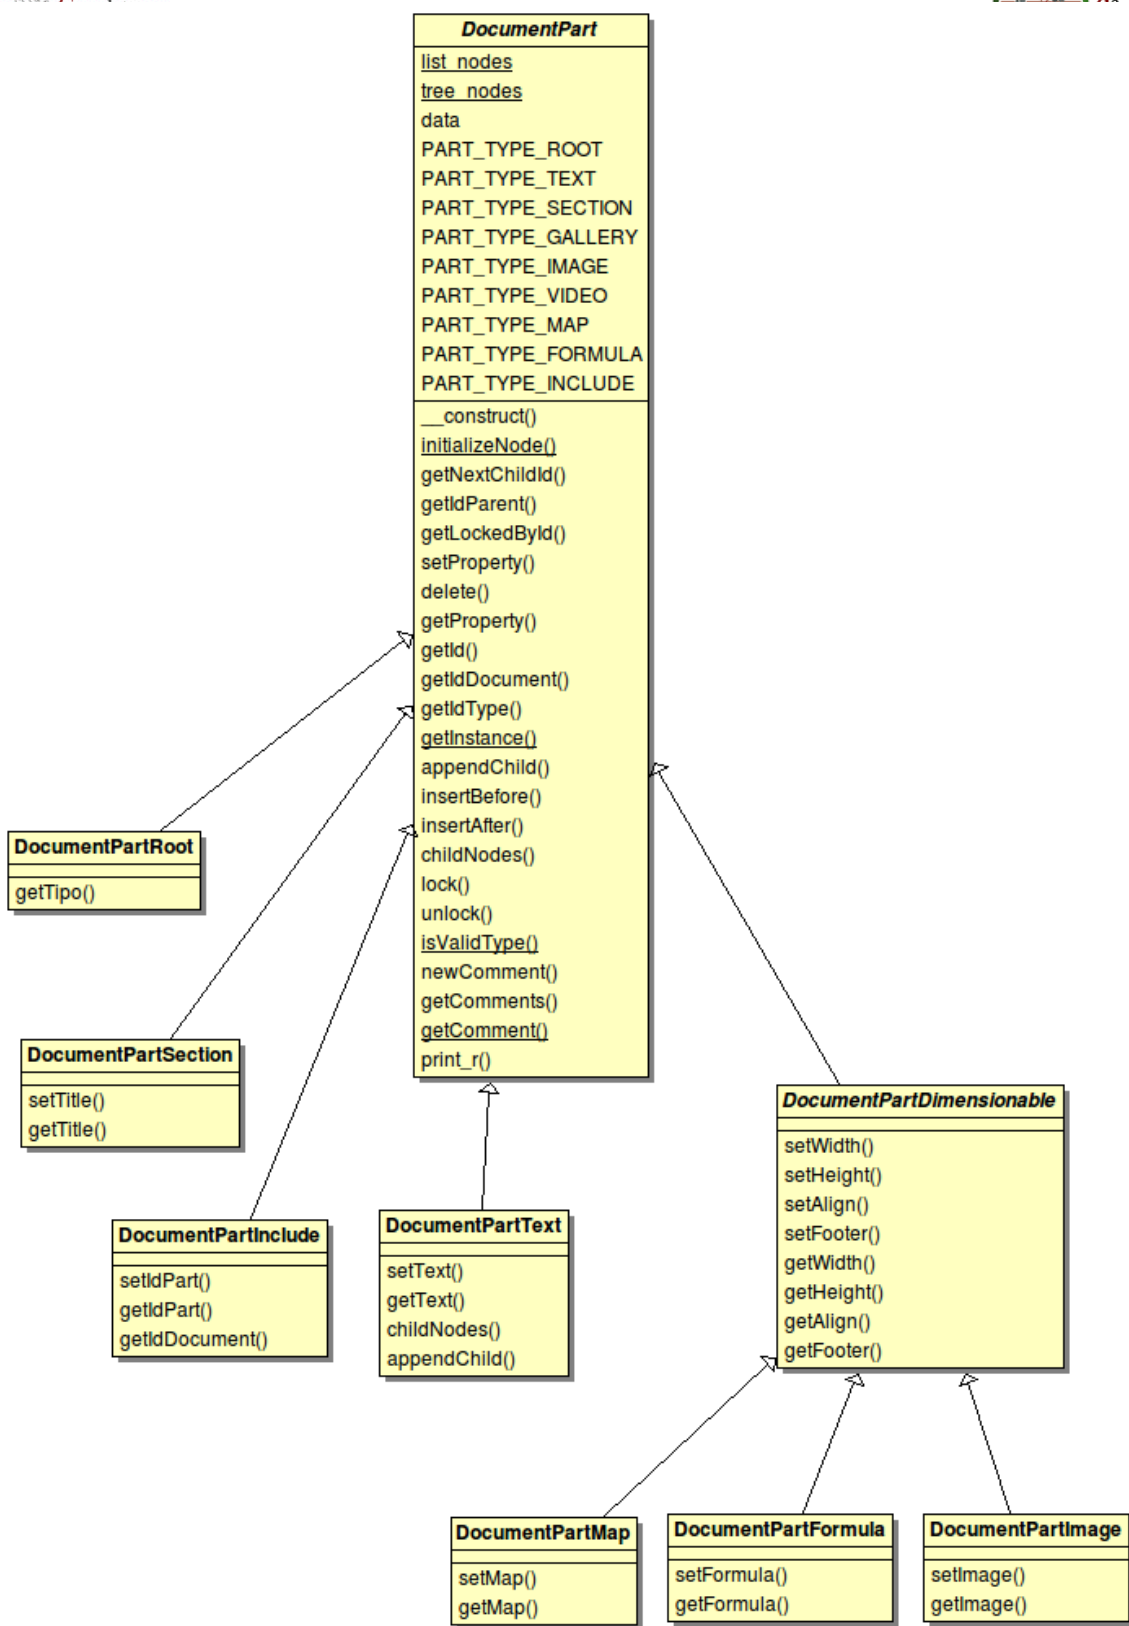 DocumentPart
list_nodes
tree_nodes
data
PART_TYPE_ROOT
PART_TYPE_TEXT
PART_TYPE_SECTION
PART_TYPE_GALLERY
PART_TYPE_IMAGE
PART_TYPE_VIDEO
PART_TYPE_MAP
PART_TYPE_FORMULA
PART_TYPE_INCLUDE
__construct()
initializeNode()
getNextChildId()
getIdParent()
getLockedById()
setProperty()
delete()
getProperty()
getId()
getIdDocument()
getIdType()
getInstance()
appendChild()
insertBefore()
insertAfter()
childNodes()
lock()
unlock()
isValidType()
newComment()
getComments()
getComment()
print_r()
DocumentPartRoot
getTipo()
DocumentPartSection
setTitle()
getTitle()
DocumentPartInclude
setIdPart()
getIdPart()
getIdDocument()
DocumentPartText
setText()
getText()
childNodes()
appendChild()
DocumentPartDimensionable
setWidth()
setHeight()
setAlign()
setFooter()
getWidth()
getHeight()
getAlign()
getFooter()
DocumentPartMap
setMap()
getMap()
DocumentPartFormula
setFormula()
getFormula()
DocumentPartImage
setImage()
getImage()